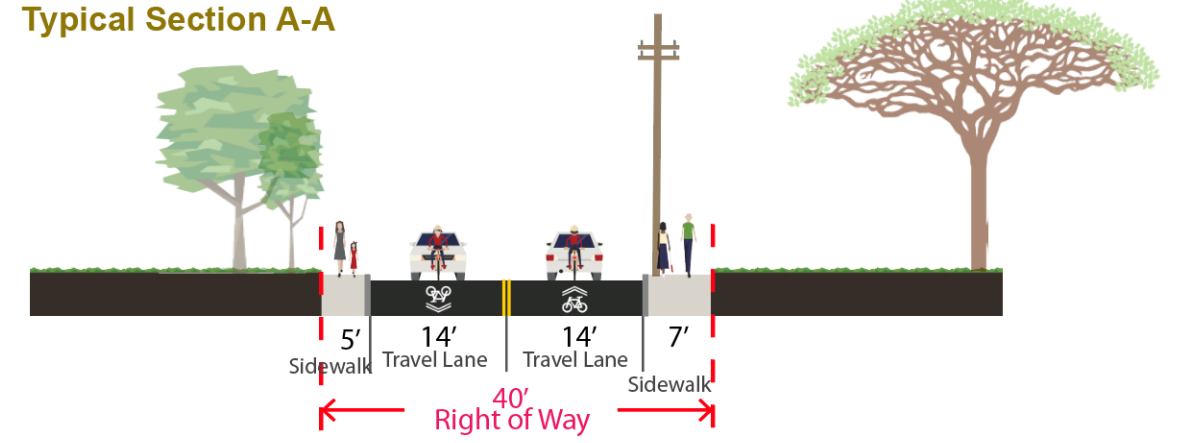 Typical Section A-A
5’
14’
14’
7’
Sidewalk
Travel Lane
Travel Lane
Sidewalk
40’
Right of Way